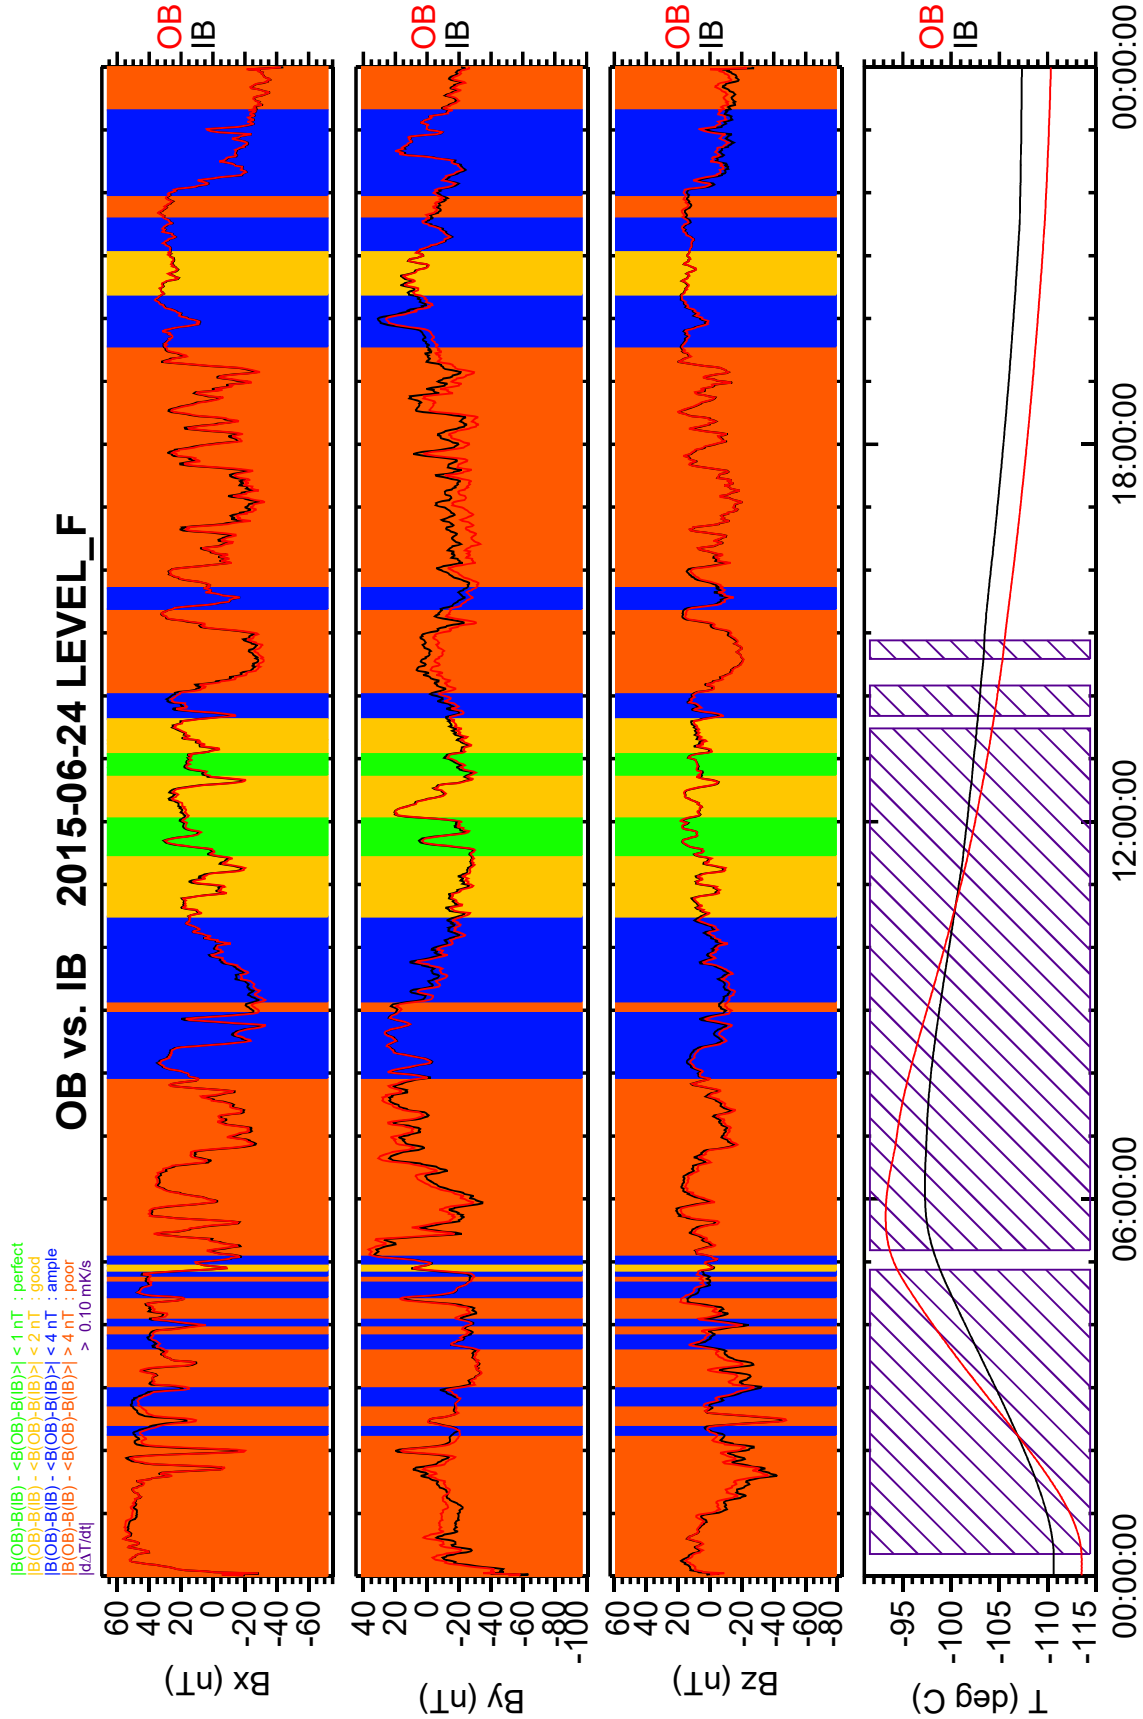 OB vs. IB 2015-06-24 LEVEL_F
|B(OB)-B(IB) - <B(OB)-B(IB)>| < 1 nT : perfect
|B(OB)-B(IB) - <B(OB)-B(IB)>| < 2 nT : good
|B(OB)-B(IB) - <B(OB)-B(IB)>| < 4 nT : ample
|B(OB)-B(IB) - <B(OB)-B(IB)>| > 4 nT : poor
|dΔT/dt| > 0.10 mK/s
Bx (nT)
60
40
20
0
-20
-40
-60
OB
IB
By (nT)
40
20
0
-20
-40
-60
-80
-100
OB
IB
Bz (nT)
60
40
20
0
-20
-40
-60
-80
OB
IB
T (deg C)
-95
-100
-105
-110
-115
OB
IB
00:00:00
06:00:00
12:00:00
18:00:00
00:00:00